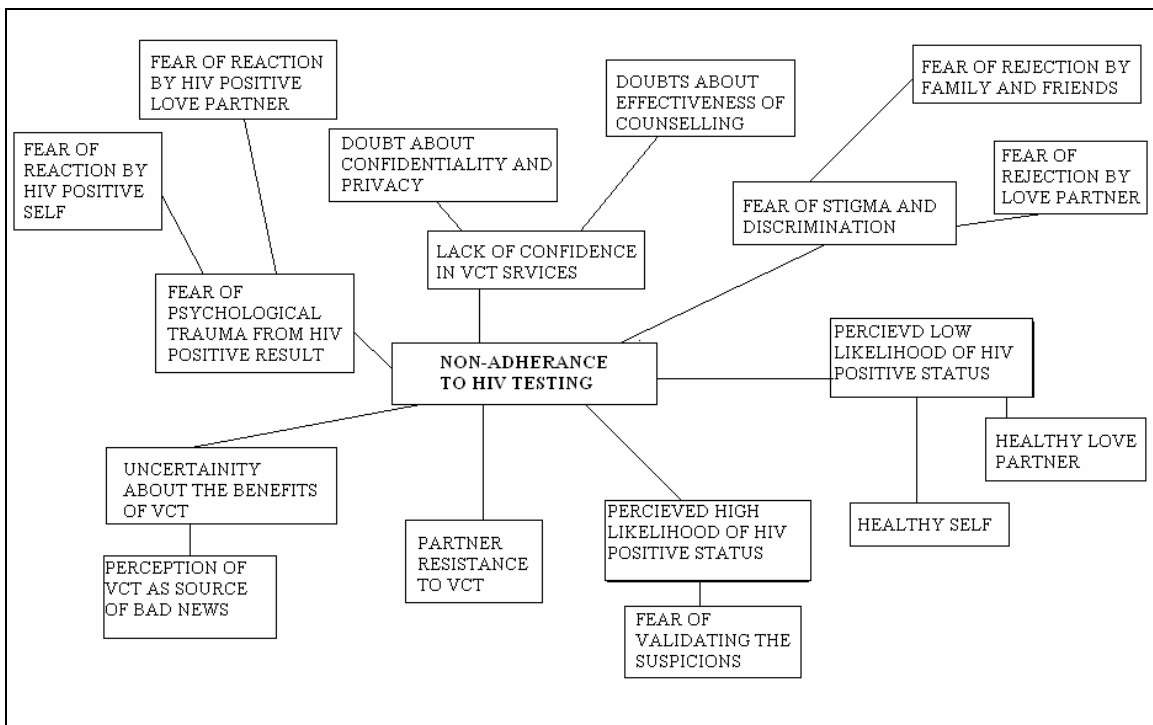 FEAR OF REACTION
BY HIV POSITIVE
LOVE PARTNER
DOUBTS ABOUT
EFFECTIVENESS OF
COUNSELLING
FEAR OF REJECTION BY
FAMILY AND FRIENDS
FEAR OF
REACTION BY
HIV POSITIVE
SELF
DOUBT ABOUT
CONFIDENTIALITY AND
PRIVACY
FEAR OF
REJECTION BY
LOVE PARTNER
FEAR OF STIGMA AND
DISCRIMINATION
LACK OF CONFIDENCE
IN VCT SRVICES
FEAR OF
PSYCHOLOGICAL
TRAUMA FROM HIV
POSITIVE RESULT
PERCIEVD LOW
LIKELIHOOD OF HIV
POSITIVE STATUS
NON-ADHERANCE
TO HIV TESTING
HEALTHY LOVE
PARTNER
UNCERTAINITY
ABOUT THE BENEFITS
OF VCT
PERCIEVED HIGH
LIKELIHOOD OF HIV
POSITIVE STATUS
HEALTHY SELF
PARTNER
RESISTANCE
TO VCT
PERCEPTION OF
VCT AS SOURCE
OF BAD NEWS
FEAR OF
VALIDATING THE
SUSPICIONS